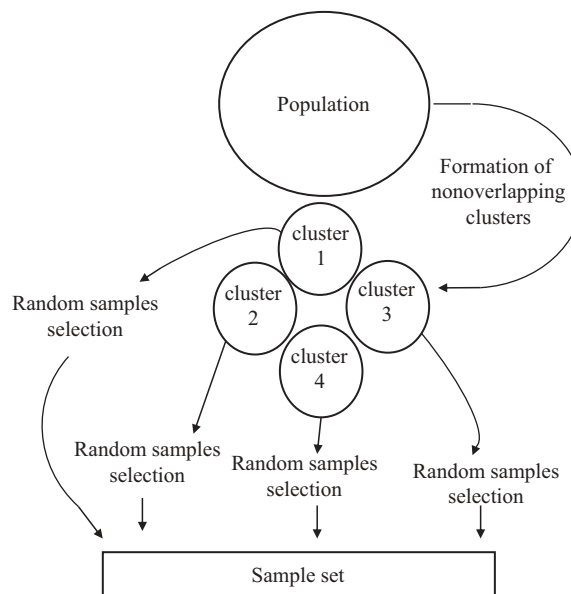 Population
Formation of
nonoverlapping
clusters
cluster
1
cluster
2
cluster
3
cluster
4
Random samples
selection
Random samples
selection
Random samples
selection
Random samples
selection
Sample set